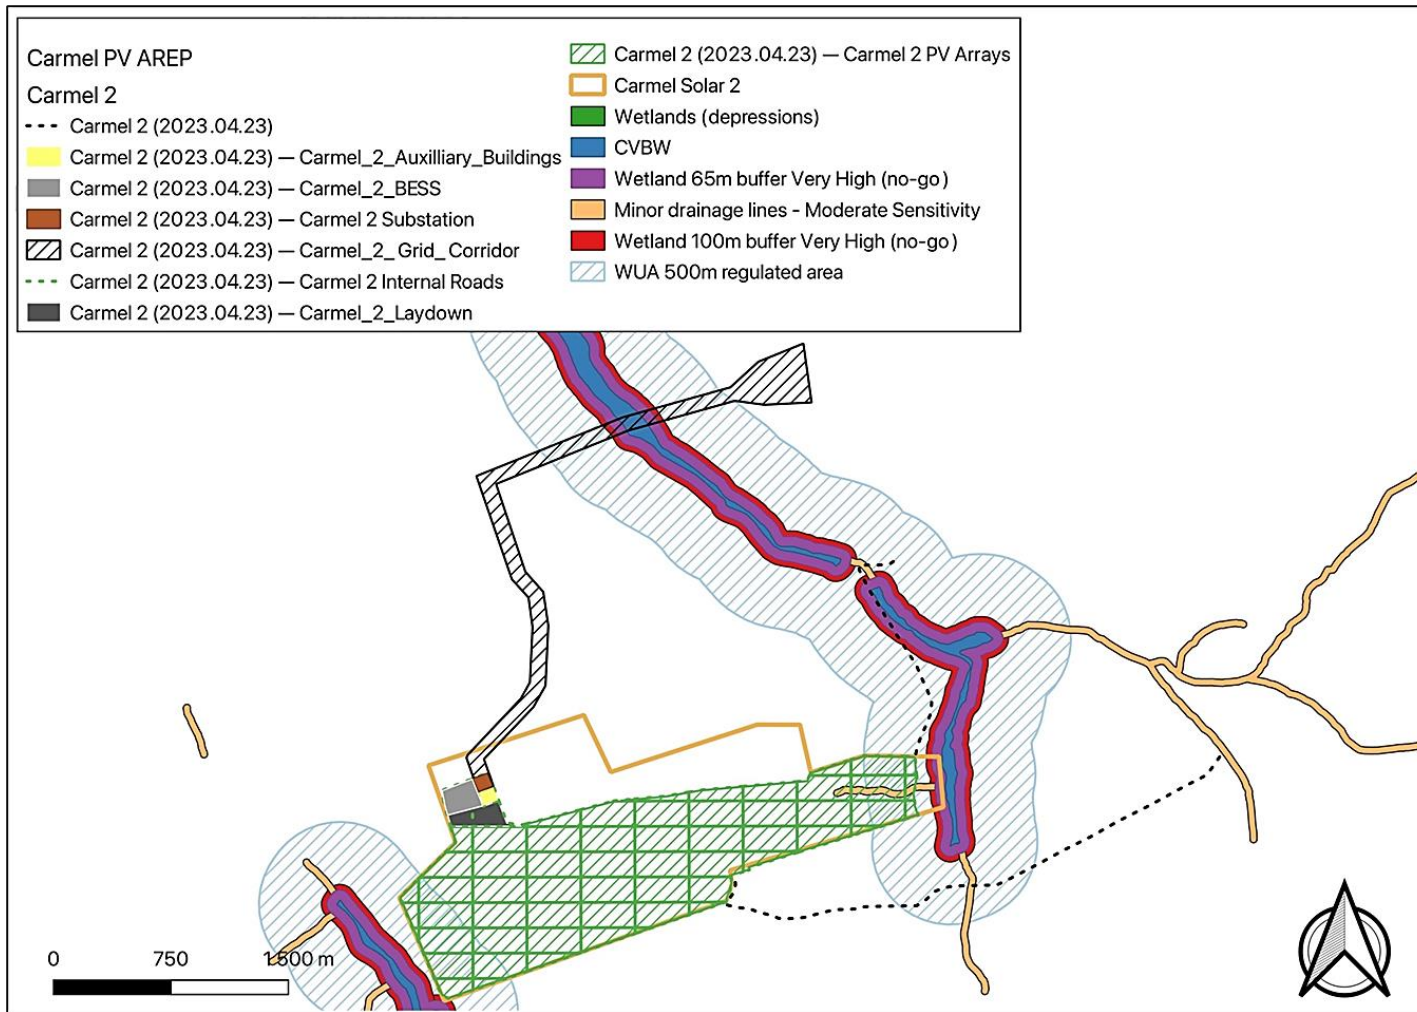 Carmel PV AREP
Carmel 2
Carmel 2 (2023.04.23)
Carmel 2 (2023.04.23) — Carmel_2_Auxilliary_Buildings
Carmel 2 (2023.04.23) — Carmel_2_BESS
Carmel 2 (2023.04.23) — Carmel 2 Substation
Carmel 2 (2023.04.23) — Carmel_2_Grid_Corridor
Carmel 2 (2023.04.23) — Carmel 2 Internal Roads
Carmel 2 (2023.04.23) — Carmel_2_Laydown
Carmel 2 (2023.04.23) — Carmel 2 PV Arrays
Carmel Solar 2
Wetlands (depressions)
CVBW
Wetland 65m buffer Very High (no-go)
Minor drainage lines - Moderate Sensitivity
Wetland 100m buffer Very High (no-go)
WUA 500m regulated area
0 750 1 500 m